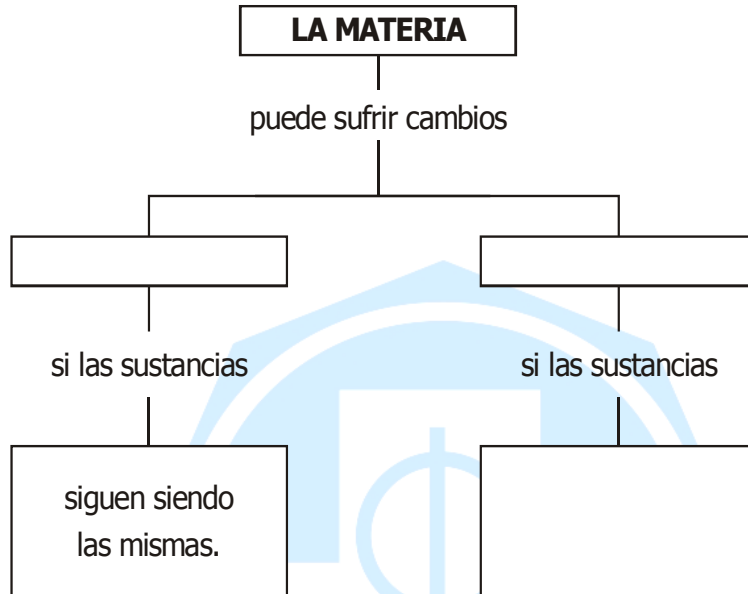 LA MATERIA
puede sufrir cambios
si las sustancias
si las sustancias
siguen siendo
las mismas.